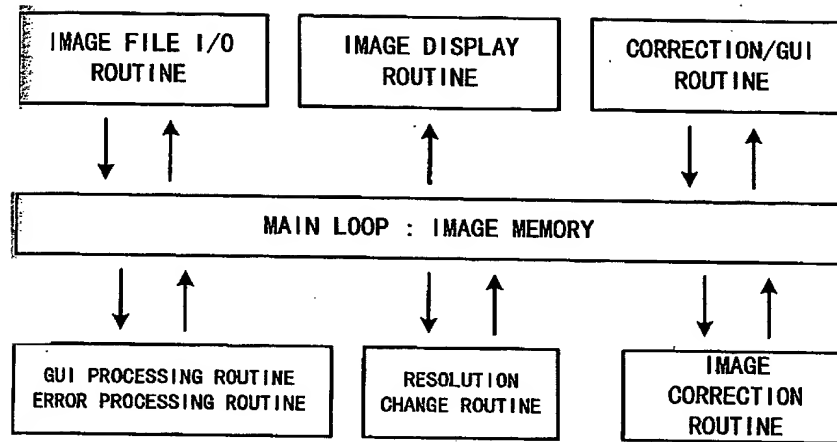 IMAGE FILE I/O
ROUTINE
IMAGE DISPLAY
ROUTINE
CORRECTION/GUI
ROUTINE
MAIN LOOP : IMAGE MEMORY
GUI PROCESSING ROUTINE
ERROR PROCESSING ROUTINE
RESOLUTION
CHANGE ROUTINE
IMAGE
CORRECTION
ROUTINE